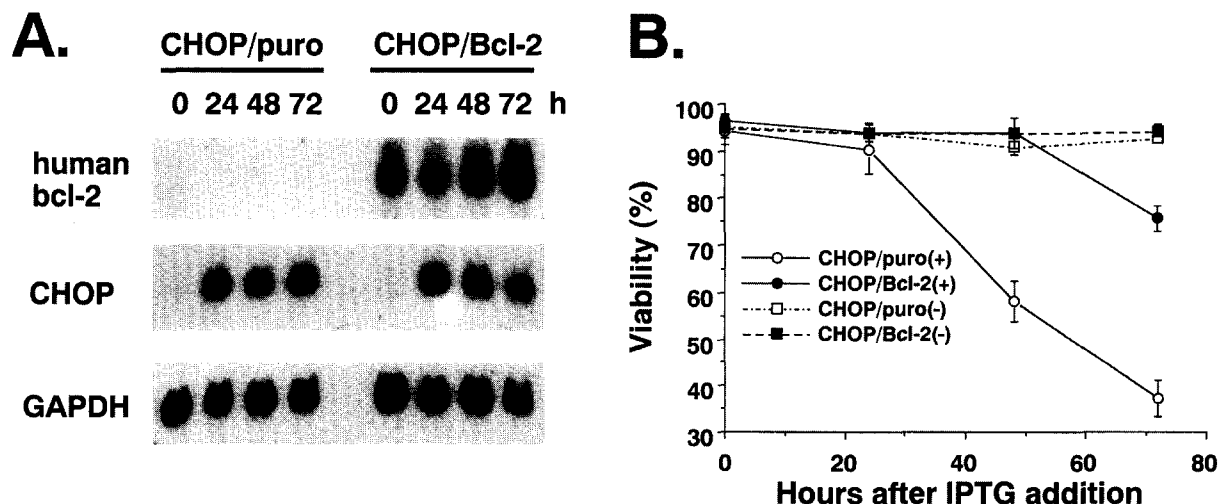 A.
CHOP/puro CHOP/Bcl-2
0 24 48 72 0 24 48 72 h
human
bcl-2
CHOP
GAPDH
B.
100
90
80
70
60
50
40
30
Viability (%)
CHOP/puro(+)
CHOP/Bcl-2(+)
CHOP/puro(-)
CHOP/Bcl-2(-)
0 20 40 60 80
Hours after IPTG addition